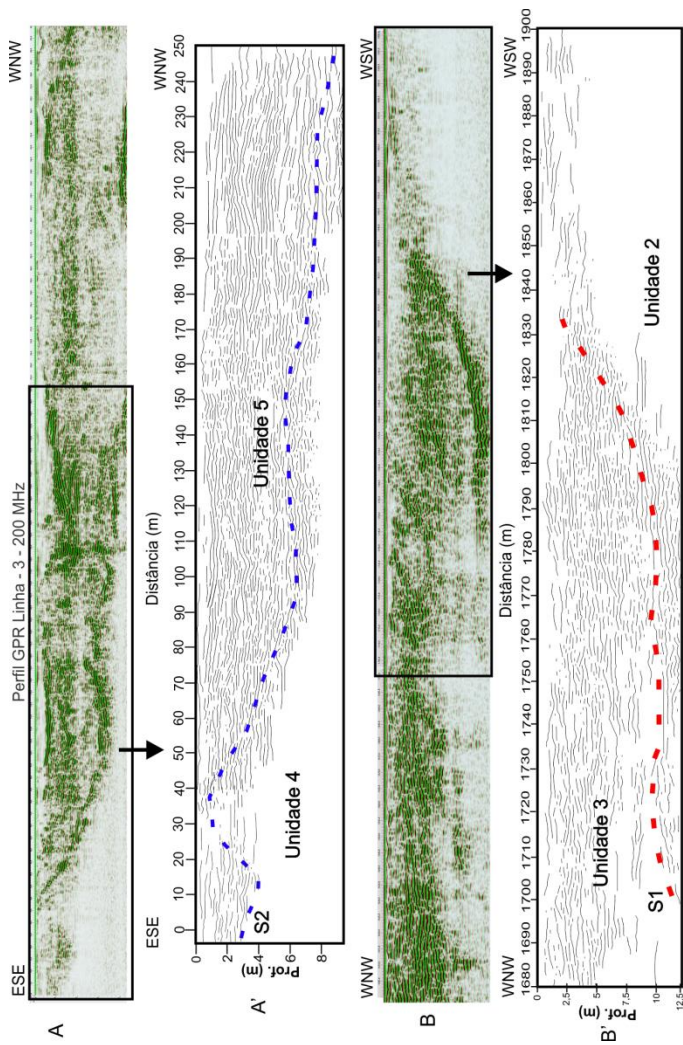 Perfil GPR Linha - 3 - 200 MHz
ESE
WNW
A
Distância (m)
ESE
WNW
0 10 20 30 40 50 60 70 80 90 100 110 120 130 140 150 160 170 180 190 200 210 220 230 240 250
0
2
4
6
8
Prof. (m)
S2
Unidade 4
Unidade 5
A'
WNW
WSW
B
Distância (m)
WNW
WSW
1680 1690 1700 1710 1720 1730 1740 1750 1760 1770 1780 1790 1800 1810 1820 1830 1840 1850 1860 1870 1880 1890 1900
0
2.5
5
7.5
10
12.5
Prof. (m)
S1
Unidade 3
Unidade 2
B'